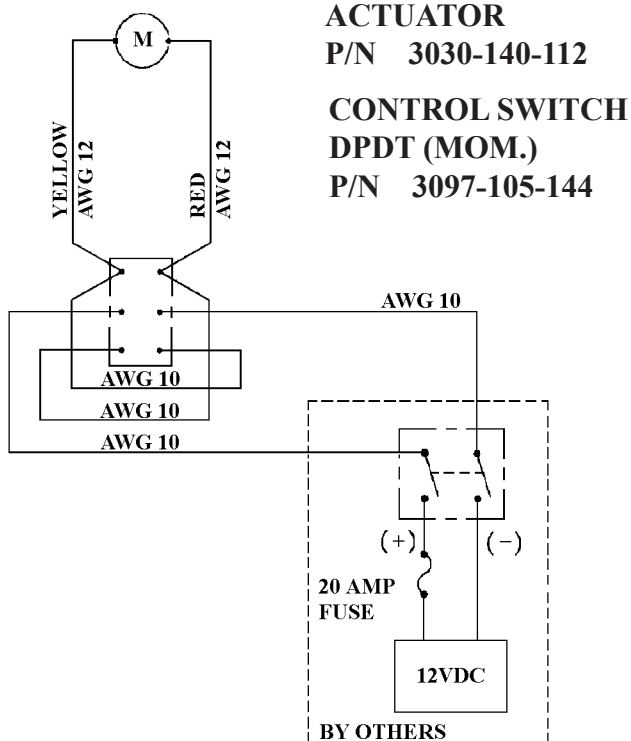 ACTUATOR
P/N 3030-140-112
CONTROL SWITCH
DPDT (MOM.)
P/N 3097-105-144
M
YELLOW
AWG 12
RED
AWG 12
AWG 10
AWG 10
AWG 10
AWG 10
(+)
(−)
20 AMP
FUSE
12VDC
BY OTHERS